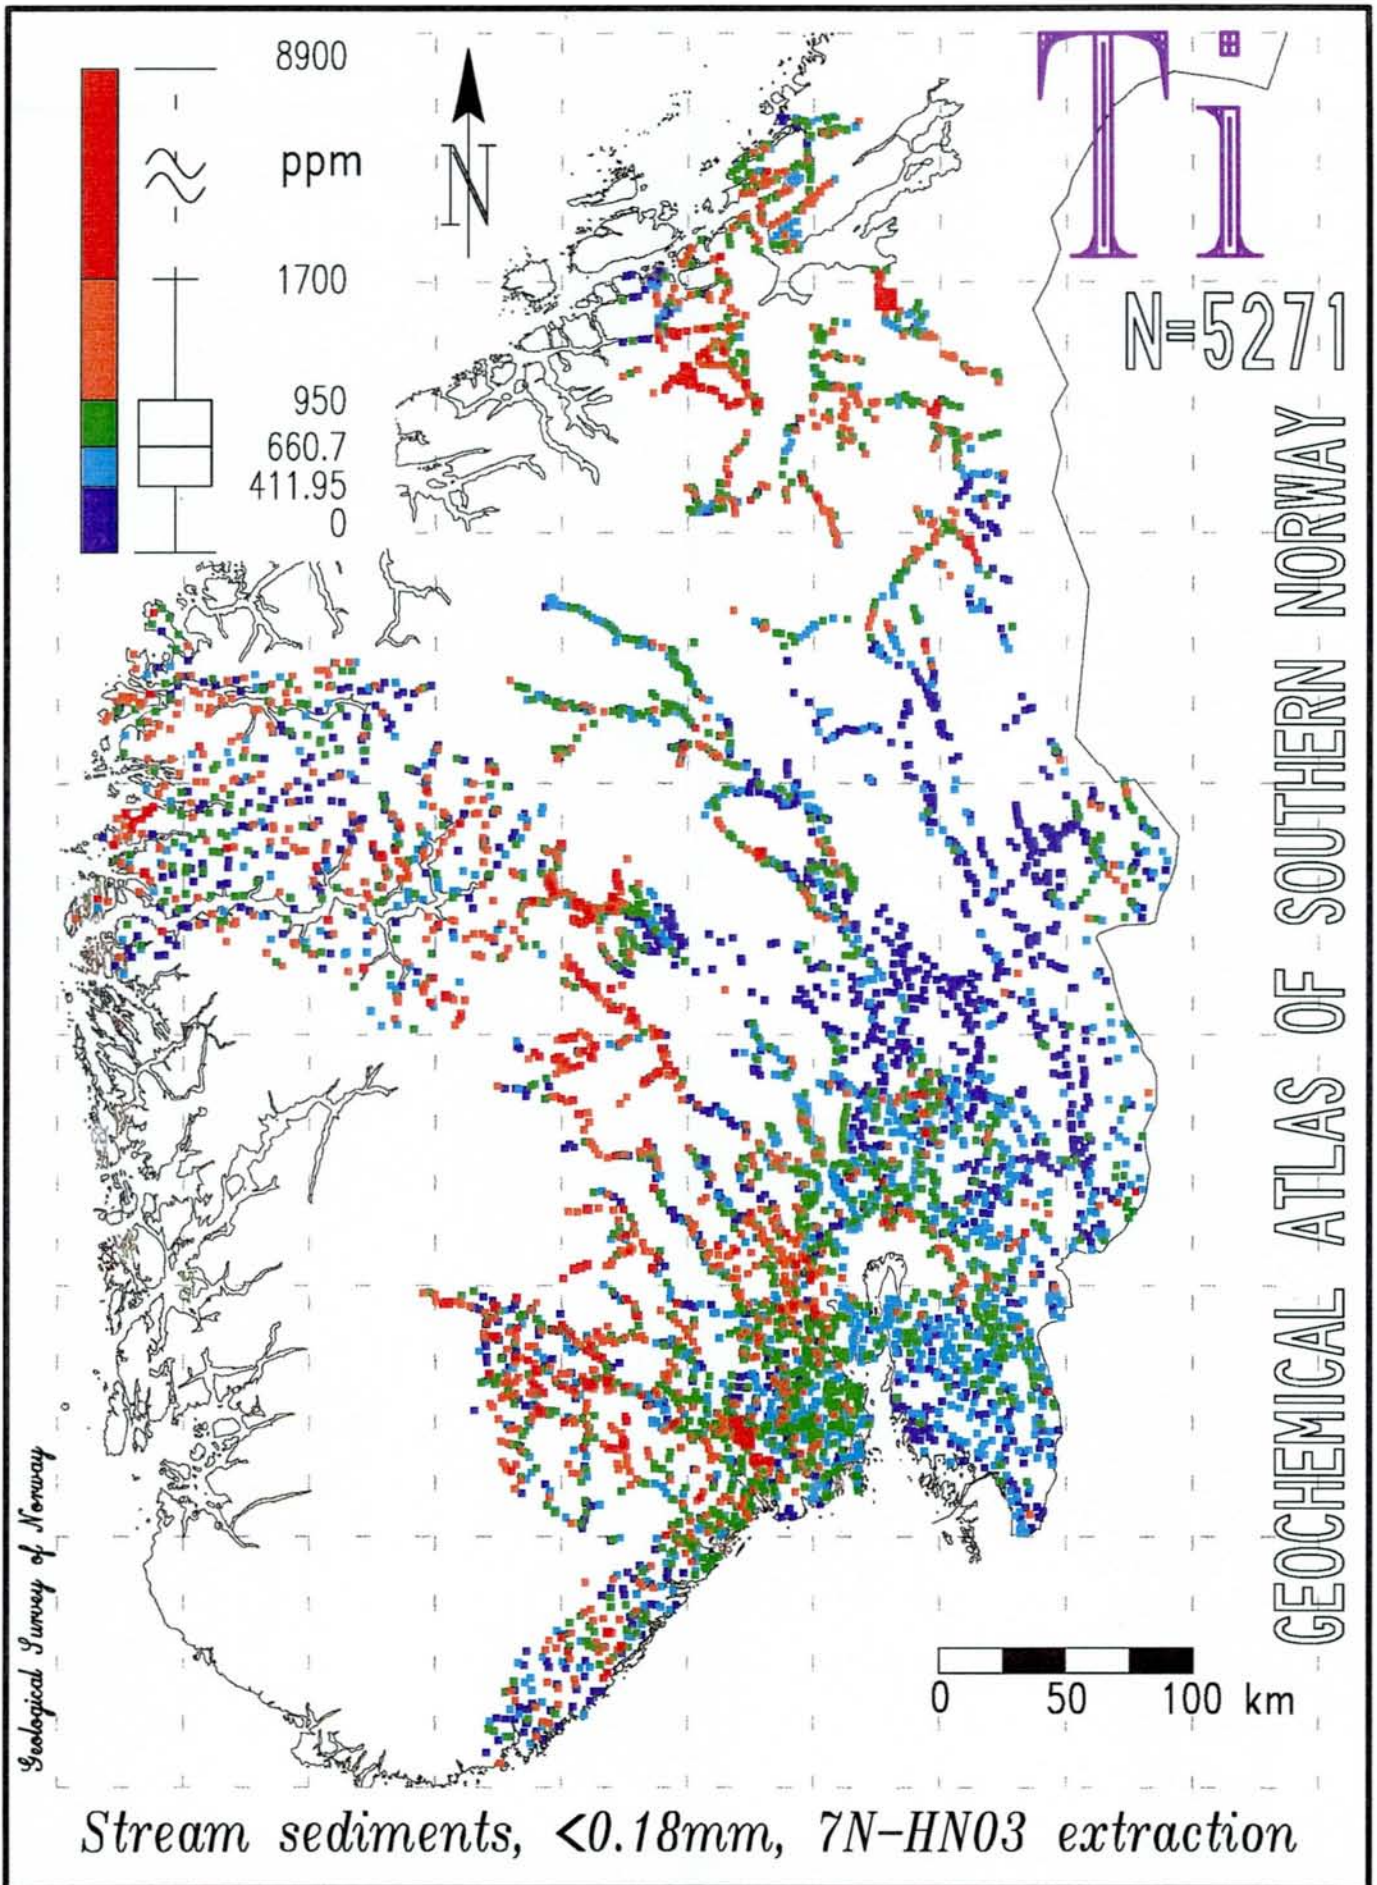 8900
ppm
1700
950
660.7
411.95
0
N
Ti
N=5271
GEOCHEMICAL ATLAS OF SOUTHERN NORWAY
Geological Survey of Norway
0 50 100 km
Stream sediments, <0.18mm, 7N-HNO3 extraction